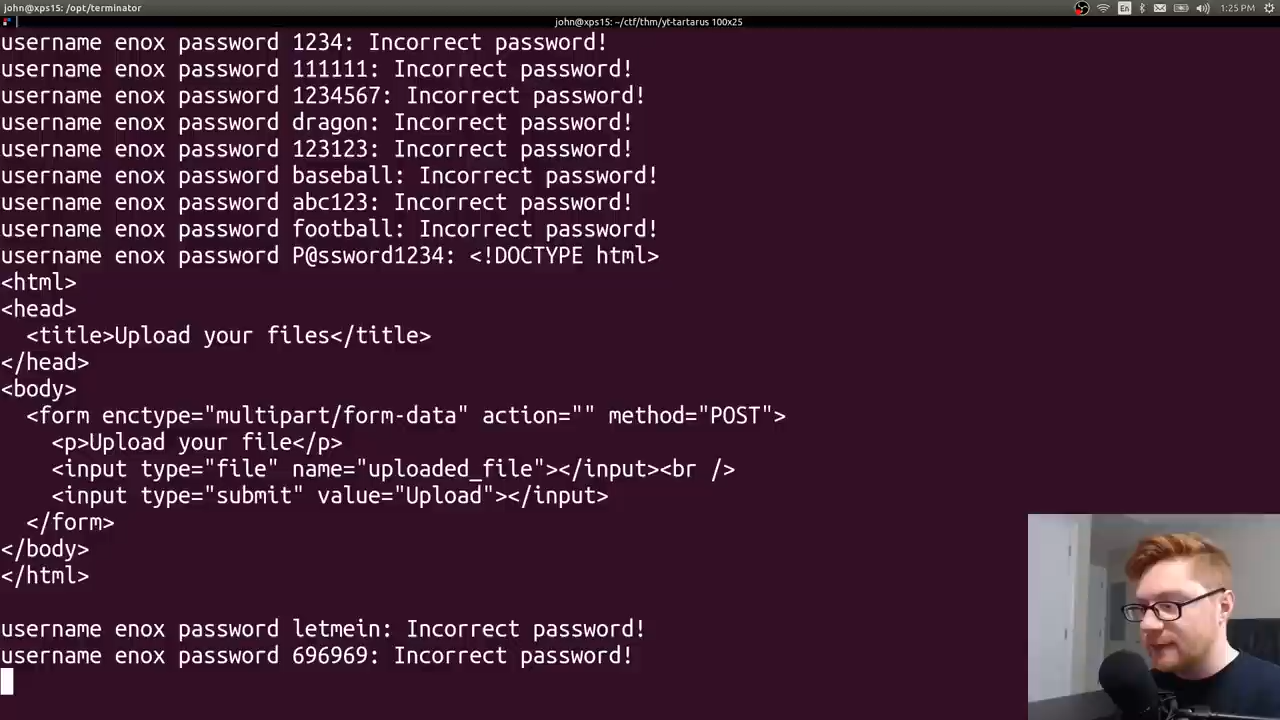 john@xps15: /opt/terminator
En
1:25 PM
john@xps15: ~/ctf/thm/yt-tartarus 100x25
username enox password 1234: Incorrect password!
username enox password 111111: Incorrect password!
username enox password 1234567: Incorrect password!
username enox password dragon: Incorrect password!
username enox password 123123: Incorrect password!
username enox password baseball: Incorrect password!
username enox password abc123: Incorrect password!
username enox password football: Incorrect password!
username enox password P@ssword1234: <!DOCTYPE html>
<html>
<head>
  <title>Upload your files</title>
</head>
<body>
  <form enctype="multipart/form-data" action="" method="POST">
    <p>Upload your file</p>
    <input type="file" name="uploaded_file"></input><br />
    <input type="submit" value="Upload"></input>
  </form>
</body>
</html>
username enox password letmein: Incorrect password!
username enox password 696969: Incorrect password!